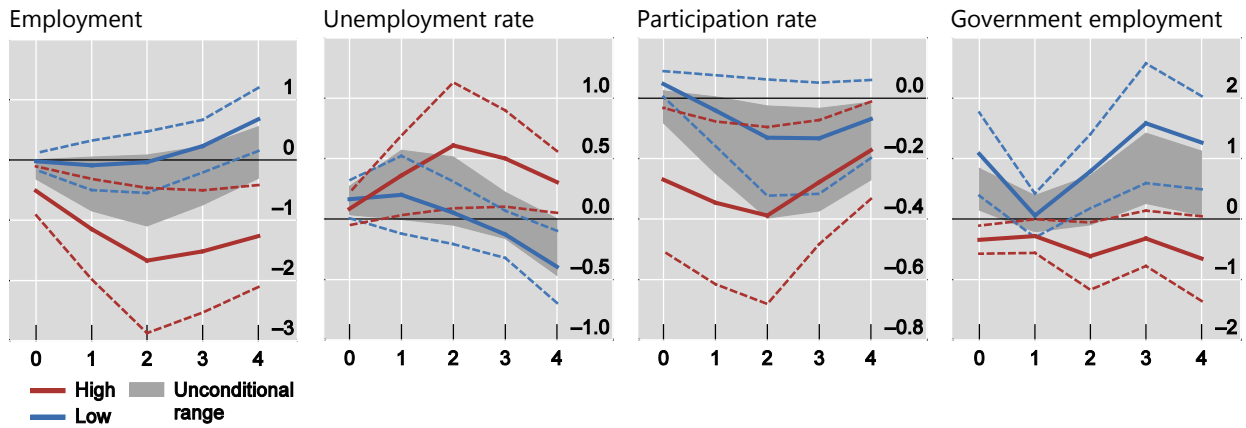 Employment
1
0
–1
–2
–3
0 1 2 3 4
Unemployment rate
1.0
0.5
0.0
–0.5
–1.0
0 1 2 3 4
Participation rate
0.0
–0.2
–0.4
–0.6
–0.8
0 1 2 3 4
Government employment
2
1
0
–1
–2
0 1 2 3 4
High
Low
Unconditional
range